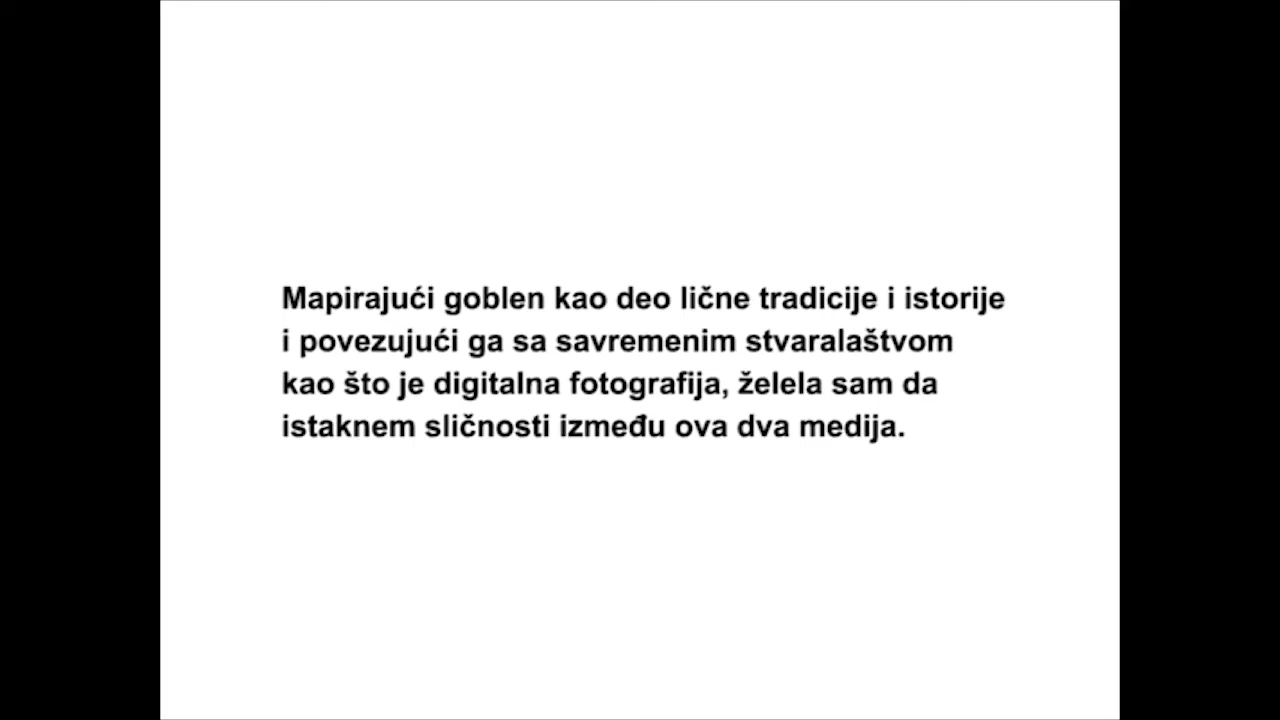 Mapirajući goblen kao deo lične tradicije i istorije
i povezujući ga sa savremenim stvaralaštvom
kao što je digitalna fotografija, želela sam da
istaknem sličnosti između ova dva medija.